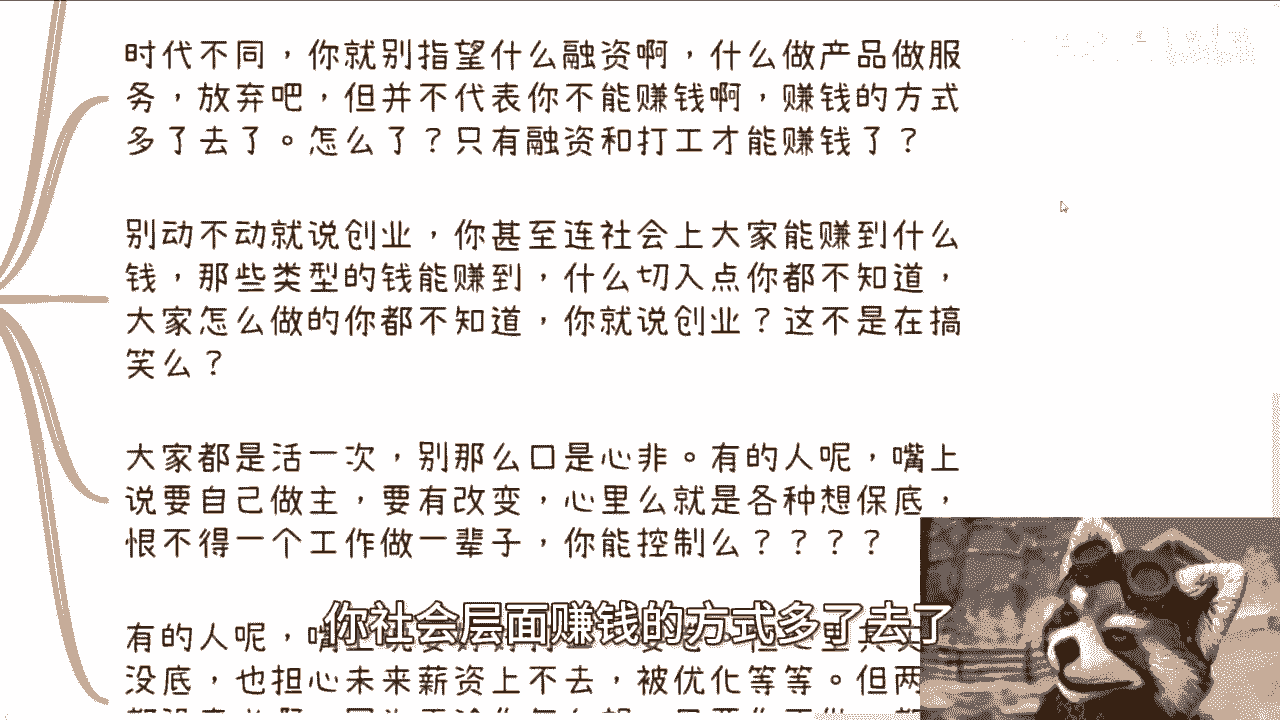 时代不同，你就别指望什么融资啊，什么做产品做服
务，放弃吧，但并不代表你不能赚钱啊，赚钱的方式
多了去了。怎么了？只有融资和打工才能赚钱了？
别动不动就说创业，你甚至连社会上大家能赚到什么
钱，那些类型的钱能赚到，什么切入点你都不知道，
大家怎么做的你都不知道，你就说创业？这不是在搞
笑么？
大家都是活一次，别那么口是心非。有的人呢，嘴上
说要自己做主，要有改变，心里么就是各种想保底，
恨不得一个工作做一辈子，你能控制么？？？？
有的人呢，嘴
你社会层面赚钱的方式多了去了
没底，也担心未来薪资上不去，被优化等等。但两